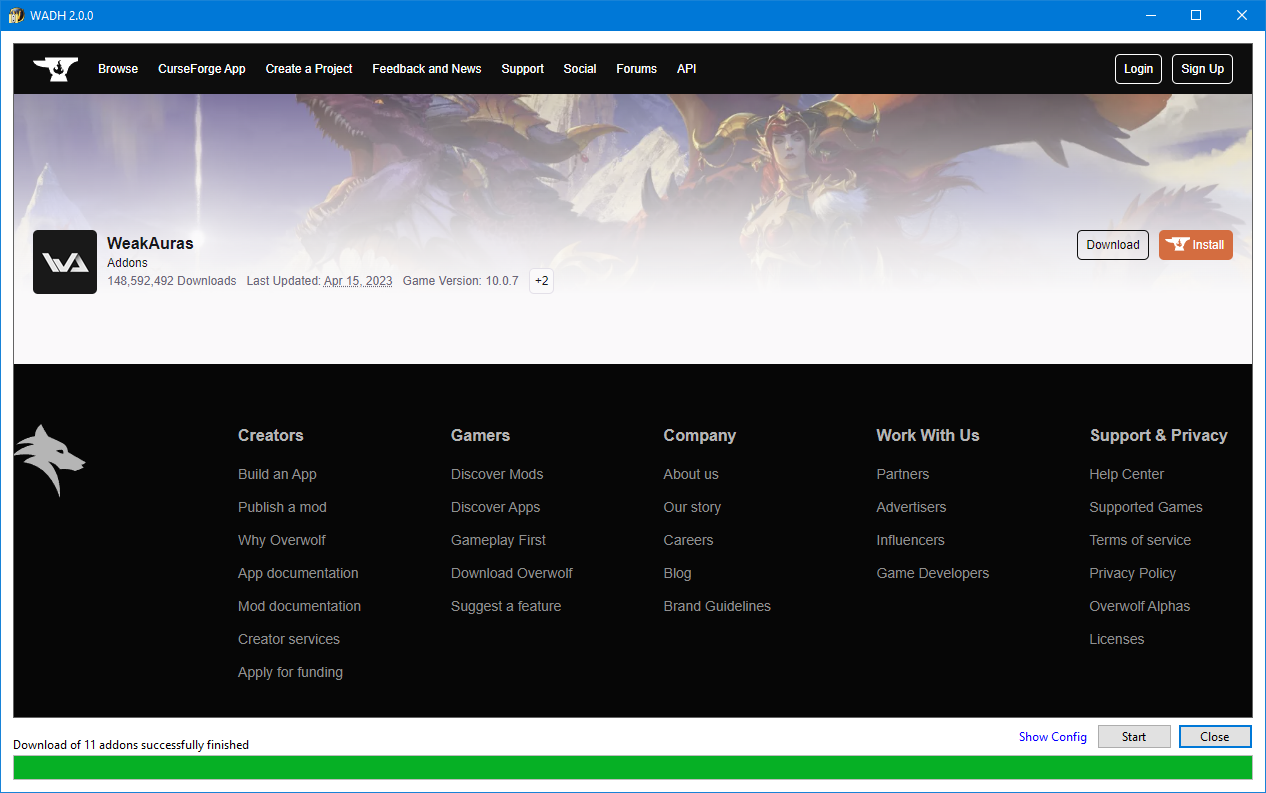 WADH 2.0.0
Browse CurseForge App Create a Project Feedback and News Support Social Forums API Login Sign Up
WeakAuras
Addons
148,592,492 Downloads Last Updated: Apr 15, 2023 Game Version: 10.0.7 +2
Download Install
WA
Creators
Build an App
Publish a mod
Why Overwolf
App documentation
Mod documentation
Creator services
Apply for funding
Gamers
Discover Mods
Discover Apps
Gameplay First
Download Overwolf
Suggest a feature
Company
About us
Our story
Careers
Blog
Brand Guidelines
Work With Us
Partners
Advertisers
Influencers
Game Developers
Support & Privacy
Help Center
Supported Games
Terms of service
Privacy Policy
Overwolf Alphas
Licenses
Download of 11 addons successfully finished
Show Config Start Close